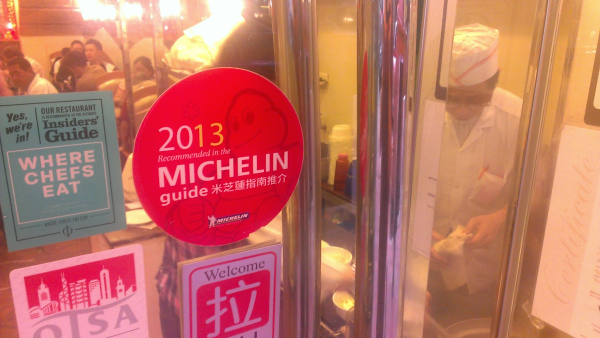 Yes,
we're
in!
OUR RESTAURANT
Insiders'
Guide
WHERE
CHEFS
EAT
2013
Recommended in the
MICHELIN
guide 米芝蓮指南推介
MICHELIN
QTSA
Welcome
拉